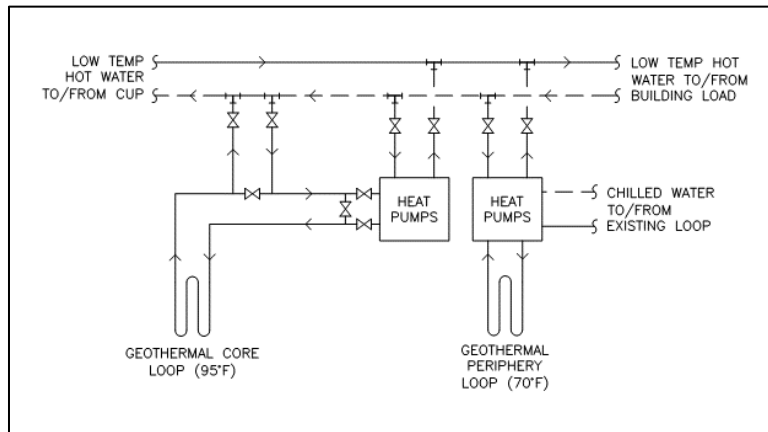 LOW TEMP
HOT WATER
TO/FROM CUP
LOW TEMP HOT
WATER TO/FROM
BUILDING LOAD
HEAT
PUMPS
HEAT
PUMPS
CHILLED WATER
TO/FROM
EXISTING LOOP
GEOTHERMAL CORE
LOOP (95°F)
GEOTHERMAL
PERIPHERY
LOOP (70°F)